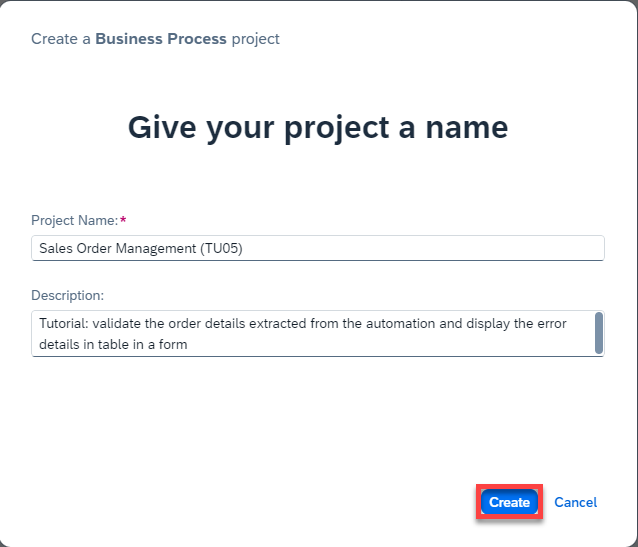 Create a Business Process project
Give your project a name
Project Name:*
Sales Order Management (TU05)
Description:
Tutorial: validate the order details extracted from the automation and display the error
details in table in a form
Create Cancel